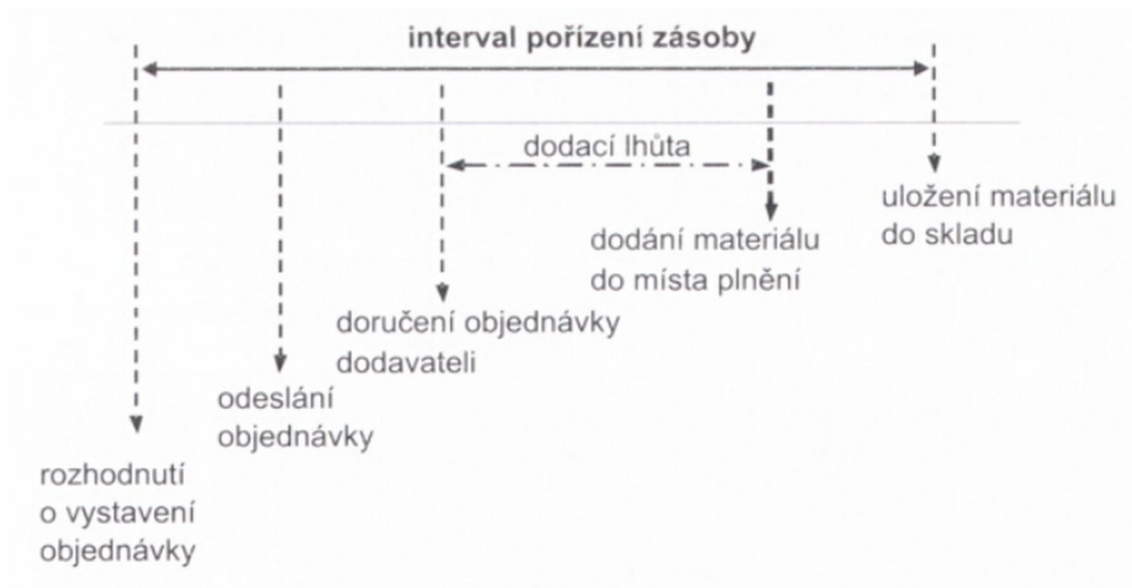 interval pořízení zásoby
dodací lhůta
uložení materiálu
do skladu
dodání materiálu
do místa plnění
doručení objednávky
dodavateli
odeslání
objednávky
rozhodnutí
o vystavení
objednávky